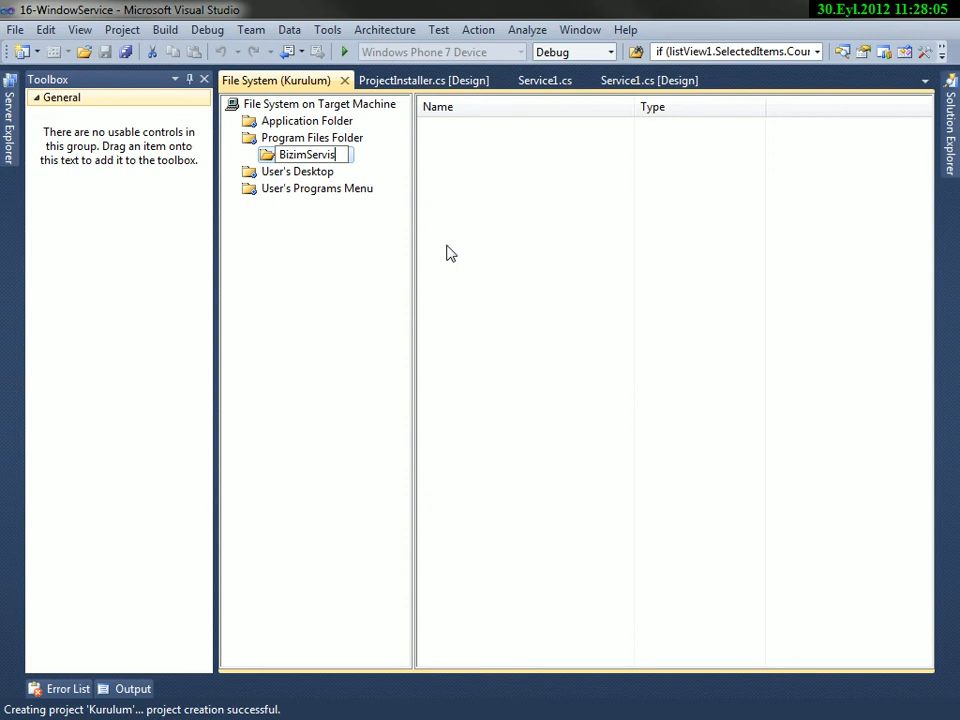 16-WindowService - Microsoft Visual Studio
30.Eyl.2012 11:28:05
File Edit View Project Build Debug Team Data Tools Architecture Test Action Analyze Window Help
Windows Phone 7 Device Debug if (listView1.SelectedItems.Cour
Toolbox
File System (Kurulum) ProjectInstaller.cs [Design] Service1.cs Service1.cs [Design]
Server Explorer
Solution Explorer
General
There are no usable controls in
this group. Drag an item onto
this text to add it to the toolbox.
File System on Target Machine
Application Folder
Program Files Folder
BizimServis
User's Desktop
User's Programs Menu
Name Type
Error List Output
Creating project 'Kurulum'... project creation successful.